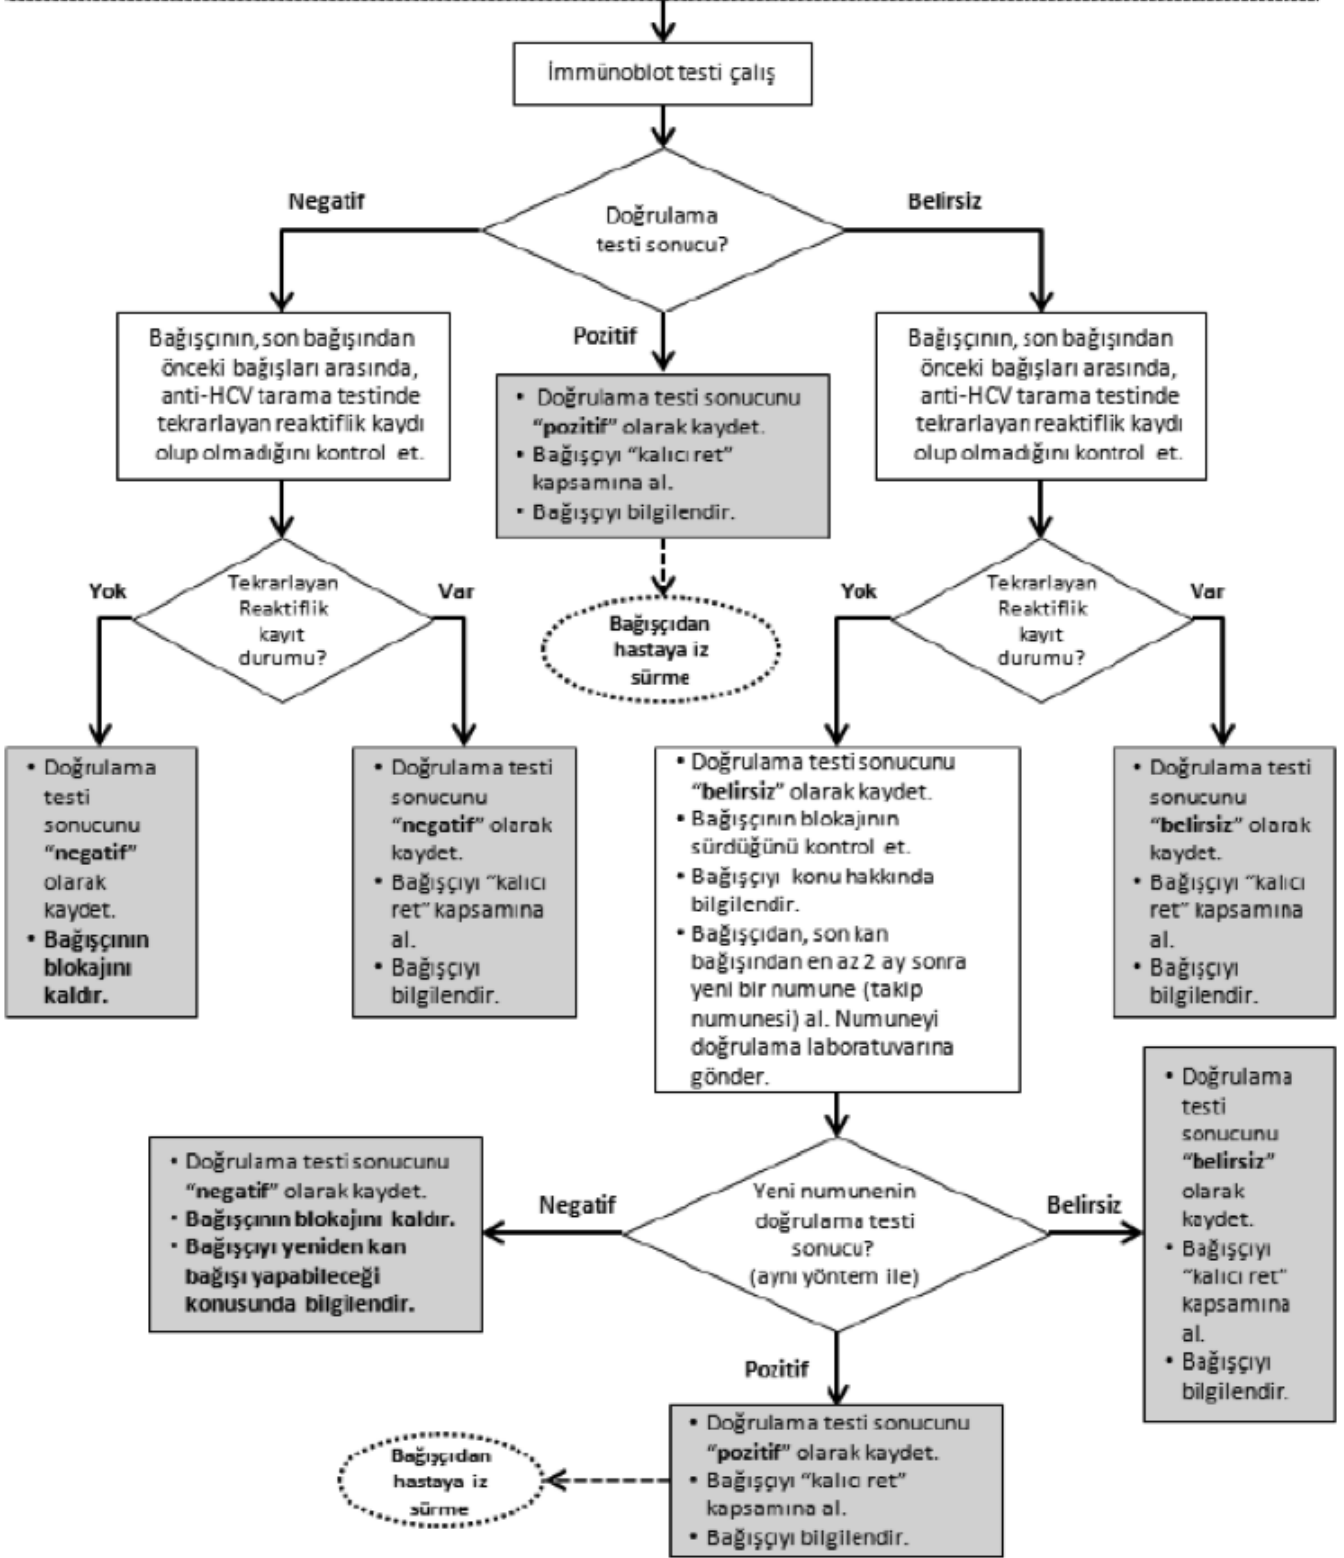 İmmünoblot testi çalış
Negatif
Belirsiz
Doğrulama
testi sonucu?
Pozitif
Bağışçının, son bağışından
önceki bağışları arasında,
anti-HCV tarama testinde
tekrarlayan reaktiflik kaydı
olup olmadığını kontrol et.
• Doğrulama testi sonucunu
“pozitif” olarak kaydet.
• Bağışçıyı “kalıcı ret”
kapsamına al.
• Bağışçıyı bilgilendir.
Bağışçının, son bağışından
önceki bağışları arasında,
anti-HCV tarama testinde
tekrarlayan reaktiflik kaydı
olup olmadığını kontrol et.
Yok
Tekrarlayan
Reaktiflik
kayıt
durumu?
Var
Bağışçıdan
hastaya iz
sürme
Yok
Tekrarlayan
Reaktiflik
kayıt
durumu?
Var
• Doğrulama
testi
sonucunu
“negatif”
olarak
kaydet.
• Bağışçının
blokajını
kaldır.
• Doğrulama testi
sonucunu
“negatif” olarak
kaydet.
• Bağışçıyı “kalıcı
ret” kapsamına
al.
• Bağışçıyı
bilgilendir.
• Doğrulama testi sonucunu
“belirsiz” olarak kaydet.
• Bağışçının blokajının
sürdüğünü kontrol et.
• Bağışçıyı konu hakkında
bilgilendir.
• Bağışçıdan, son kan
bağışından en az 2 ay sonra
yeni bir numune (takip
numunesi) al. Numuneyi
doğrulama laboratuvarına
gönder.
• Doğrulama testi
sonucunu
“belirsiz” olarak
kaydet.
• Bağışçıyı “kalıcı
ret” kapsamına
al.
• Bağışçıyı
bilgilendir.
• Doğrulama testi sonucunu
“negatif” olarak kaydet.
• Bağışçının blokajını kaldır.
• Bağışçıyı yeniden kan
bağışı yapabileceği
konusunda bilgilendir.
Negatif
Yeni numunenin
doğrulama testi
sonucu?
(aynı yöntem ile)
Belirsiz
• Doğrulama
testi
sonucunu
“belirsiz”
olarak
kaydet.
• Bağışçıyı
“kalıcı ret”
kapsamına
al.
• Bağışçıyı
bilgilendir.
Pozitif
Bağışçıdan
hastaya iz
sürme
• Doğrulama testi sonucunu
“pozitif” olarak kaydet.
• Bağışçıyı “kalıcı ret”
kapsamına al.
• Bağışçıyı bilgilendir.